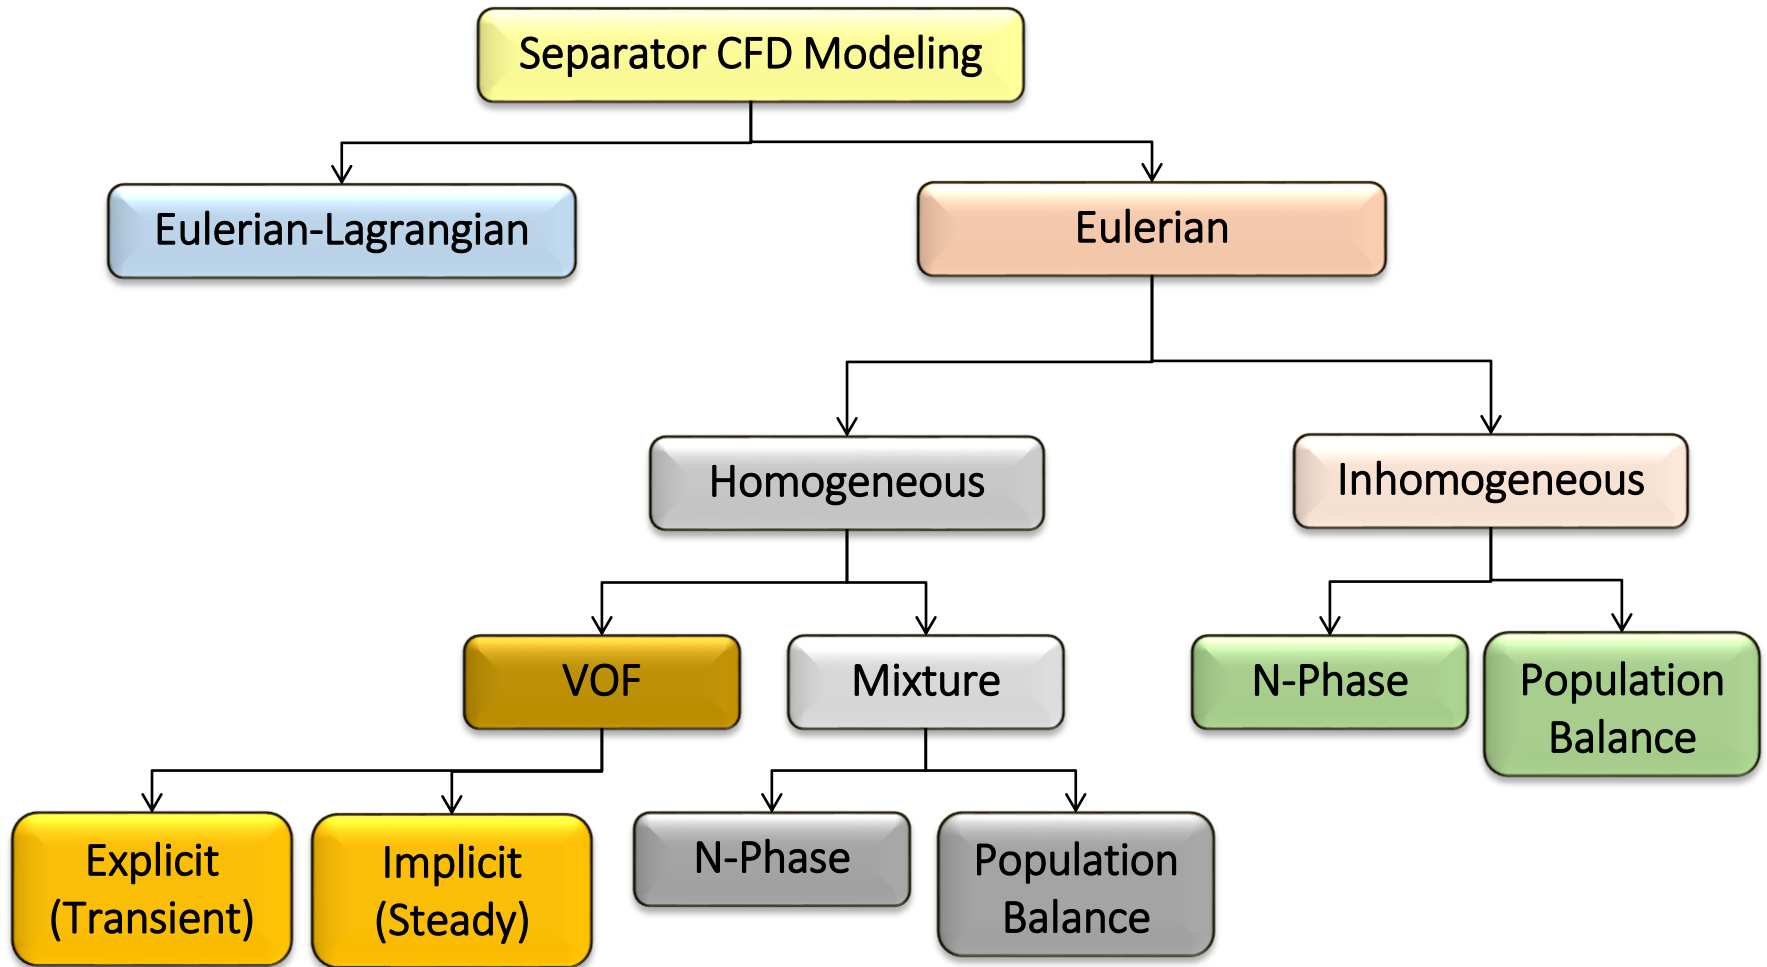 Separator CFD Modeling
Eulerian-Lagrangian
Eulerian
Homogeneous
Inhomogeneous
VOF
Mixture
N-Phase
Population
Balance
Explicit
(Transient)
Implicit
(Steady)
N-Phase
Population
Balance